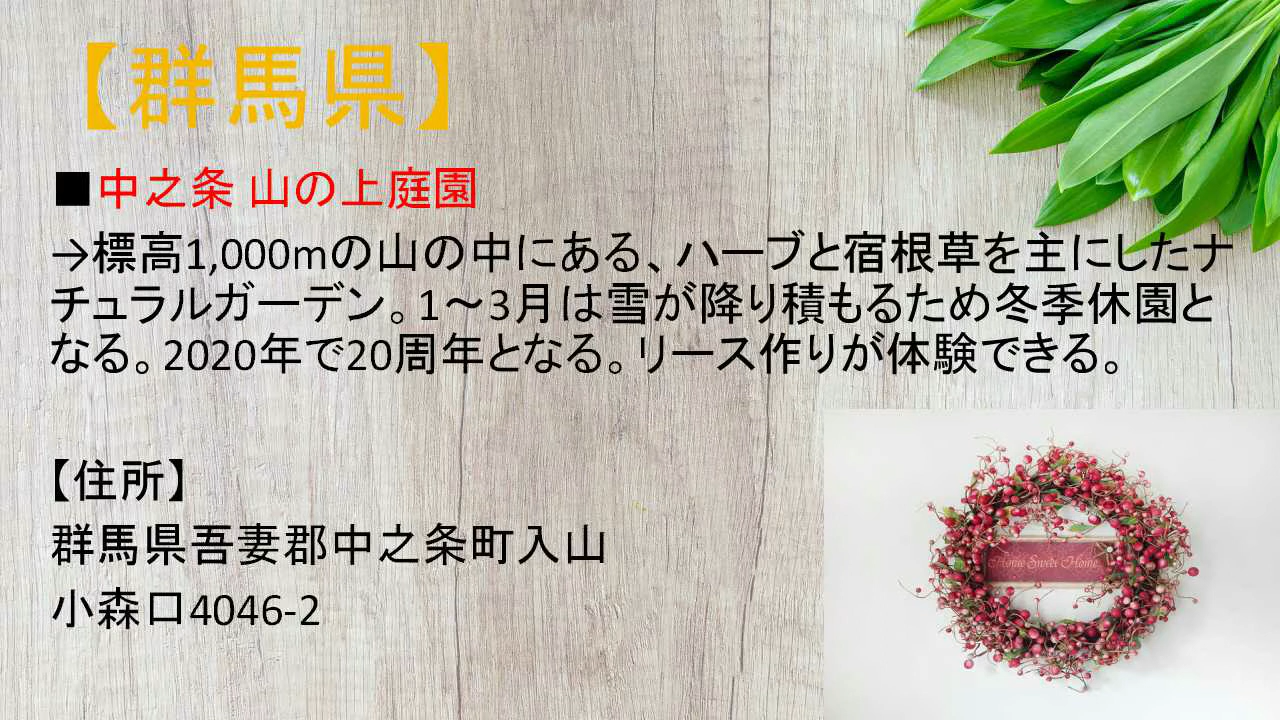 【群馬県】
■中之条 山の上庭園
→標高1,000mの山の中にある、ハーブと宿根草を主にしたナ
チュラルガーデン。1～3月は雪が降り積もるため冬季休園と
なる。2020年で20周年となる。リース作りが体験できる。
【住所】
群馬県吾妻郡中之条町入山
小森口4046-2
Home Sweet Home